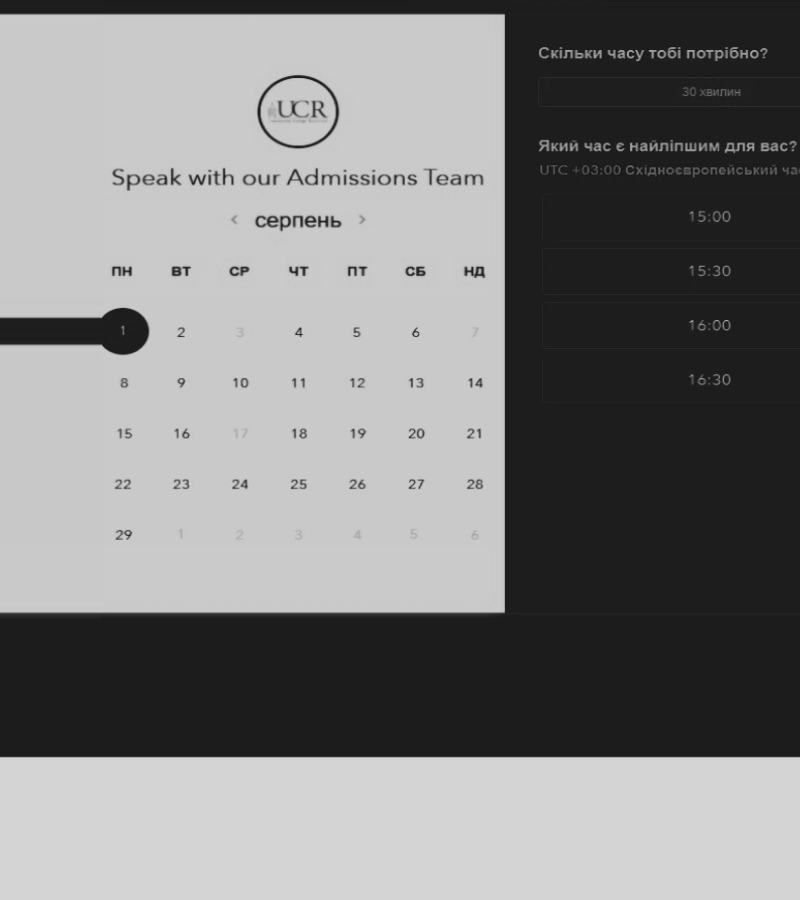 UCR
Speak with our Admissions Team
< серпень >
ПН ВТ СР ЧТ ПТ СБ НД
1 2 3 4 5 6 7
8 9 10 11 12 13 14
15 16 17 18 19 20 21
22 23 24 25 26 27 28
29 1 2 3 4 5 6
Скільки часу тобі потрібно?
30 хвилин
Який час є найліпшим для вас?
UTC +03:00 Східноєвропейський
15:00
15:30
16:00
16:30